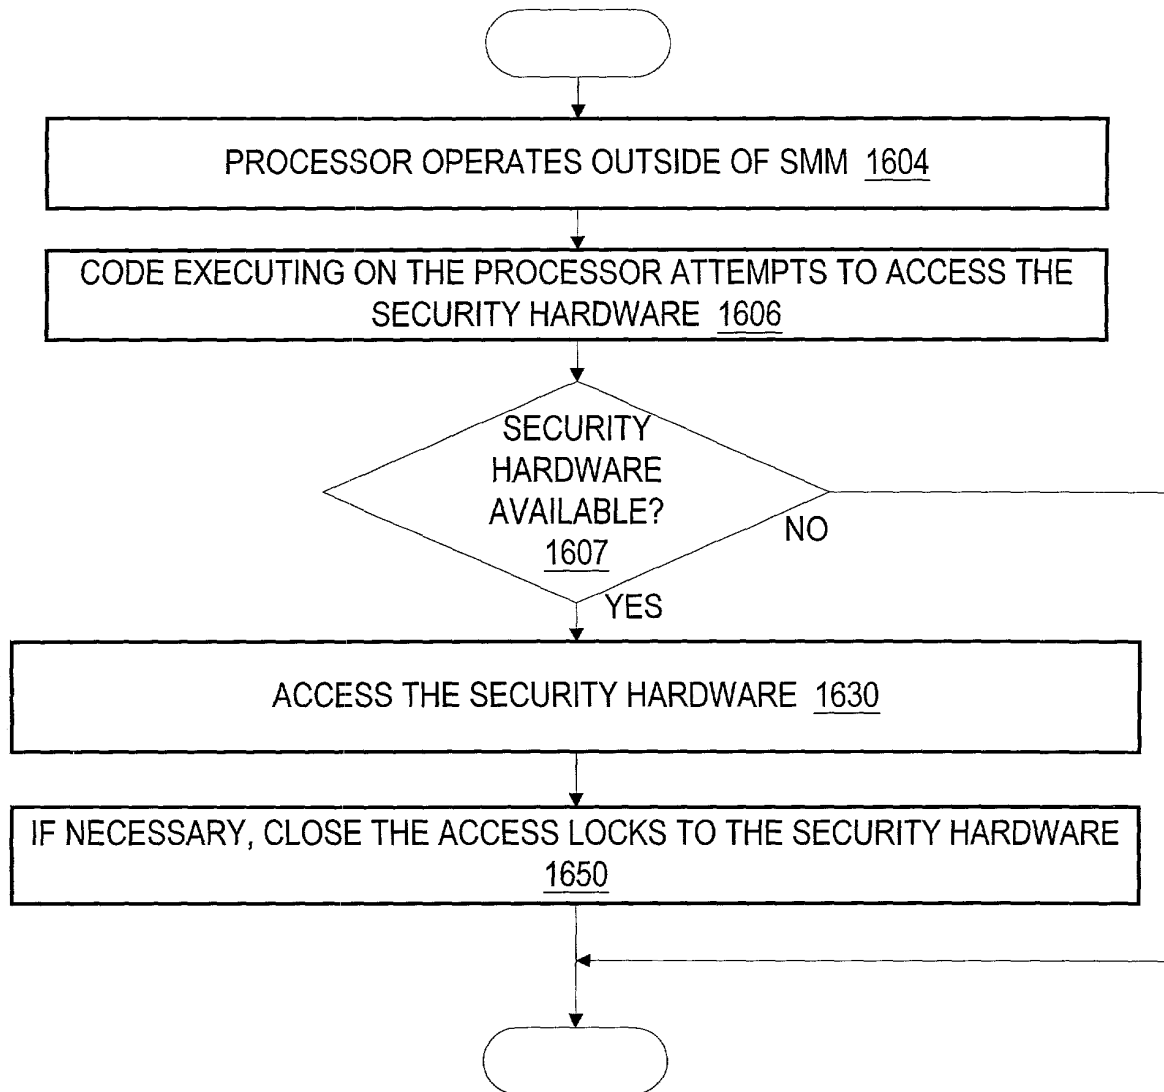 PROCESSOR OPERATES OUTSIDE OF SMM 1604
CODE EXECUTING ON THE PROCESSOR ATTEMPTS TO ACCESS THE
SECURITY HARDWARE 1606
SECURITY
HARDWARE
AVAILABLE?
1607
NO
YES
ACCESS THE SECURITY HARDWARE 1630
IF NECESSARY, CLOSE THE ACCESS LOCKS TO THE SECURITY HARDWARE
1650